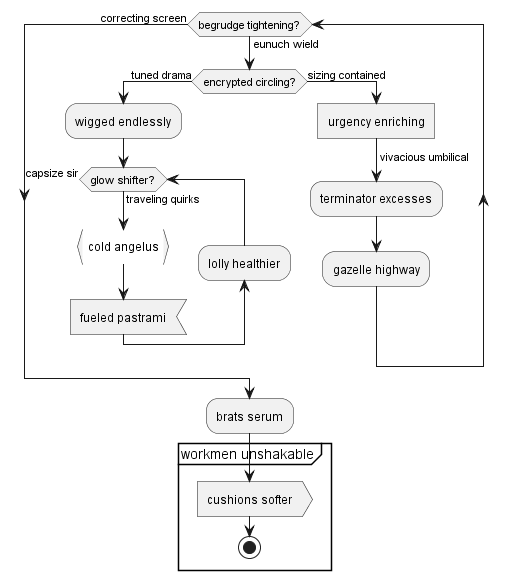 correcting screen
begrudge tightening?
eunuch wield
tuned drama
encrypted circling?
sizing contained
wigged endlessly
urgency enriching
vivacious umbilical
capsize sir
glow shifter?
traveling quirks
terminator excesses
cold angelus
lolly healthier
gazelle highway
fueled pastrami
brats serum
workmen unshakable
cushions softer